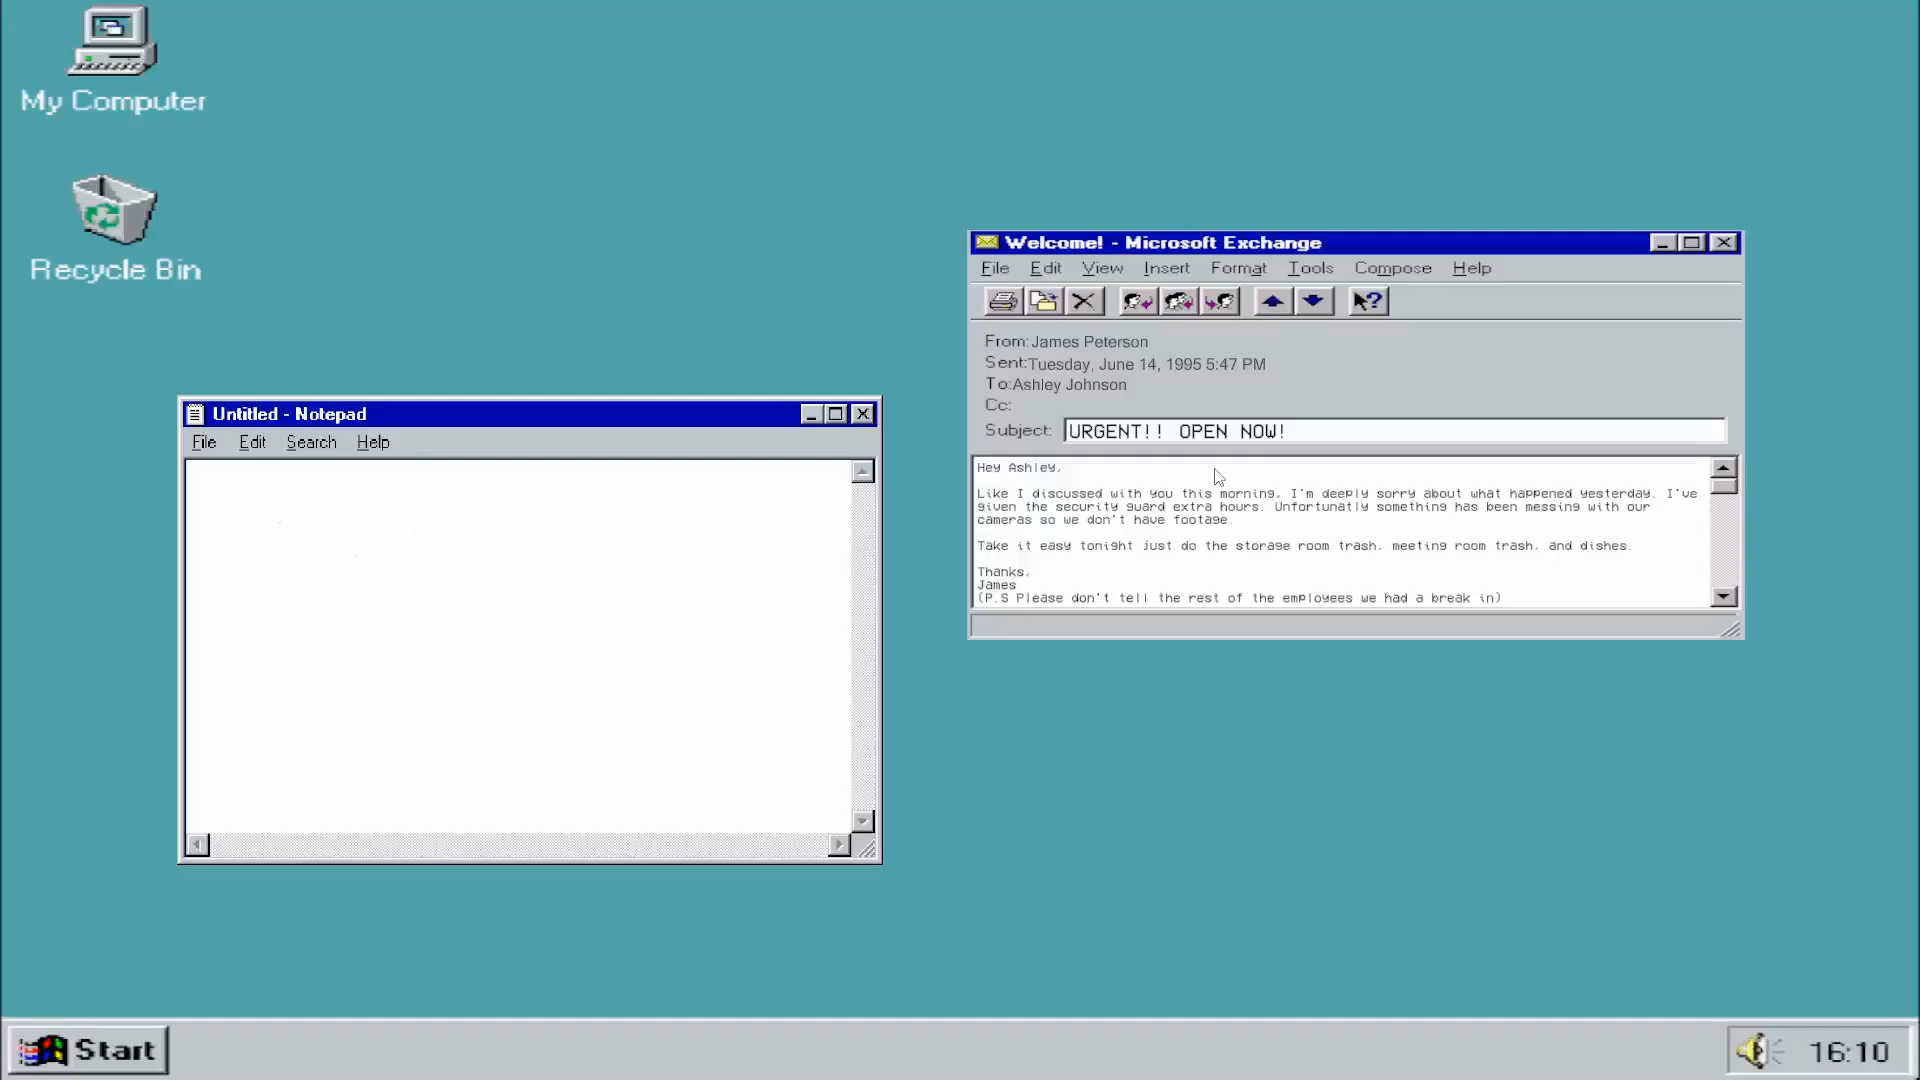 My Computer
Recycle Bin
Welcome! - Microsoft Exchange
File Edit View Insert Format Tools Compose Help
From: James Peterson
Sent: Tuesday, June 14, 1995 5:47 PM
To: Ashley Johnson
Cc:
Subject: URGENT!! OPEN NOW!
Hey Ashley,
Like I discussed with you this morning, I'm deeply sorry about what happened yesterday. I've
given the security guard extra hours. Unfortunatly something has been messing with our
cameras so we don't have footage.
Take it easy tonight just do the storage room trash, meeting room trash, and dishes.
Thanks,
James
(P.S Please don't tell the rest of the employees we had a break in)
Untitled - Notepad
File Edit Search Help
Start
16:10